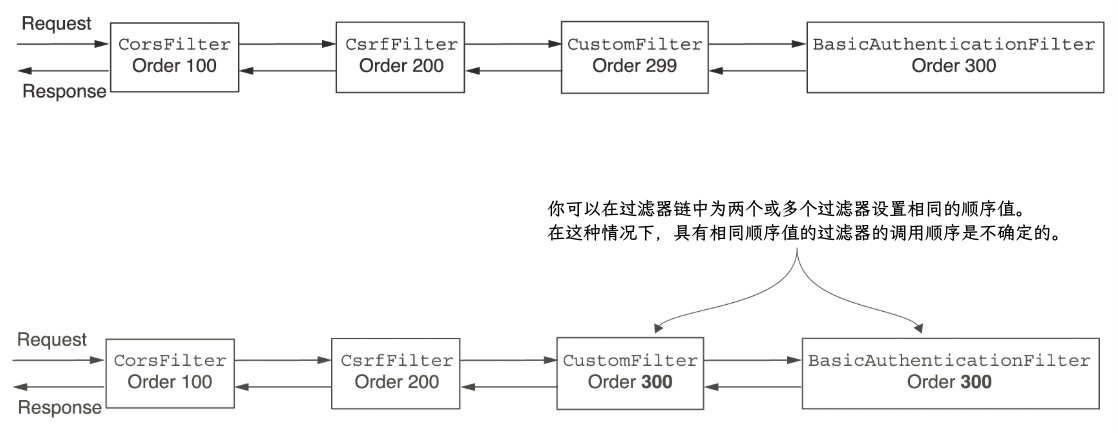 Request
CorsFilter
Order 100
CsrfFilter
Order 200
CustomFilter
Order 299
BasicAuthenticationFilter
Order 300
Response
你可以在过滤器链中为两个或多个过滤器设置相同的顺序值。
在这种情况下，具有相同顺序值的过滤器的调用顺序是不确定的。
Request
CorsFilter
Order 100
CsrfFilter
Order 200
CustomFilter
Order 300
BasicAuthenticationFilter
Order 300
Response